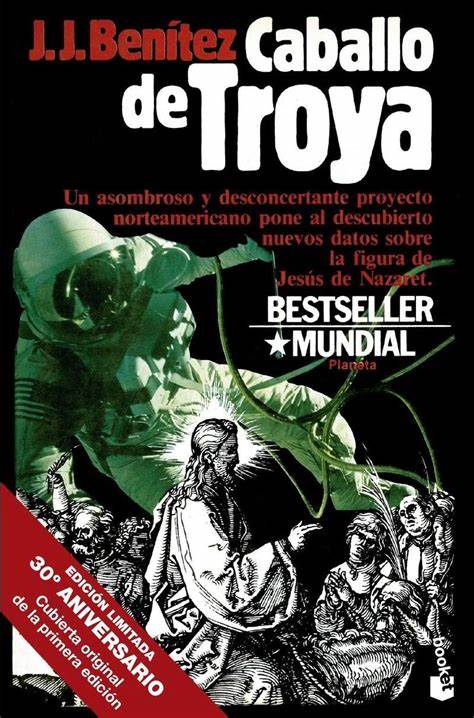 J.J.Benítez Caballo
de Troya
Un asombroso y desconcertante proyecto
norteamericano pone al descubierto
nuevos datos sobre
la figura de
Jesús de Nazaret.
BESTSELLER
★MUNDIAL
Planeta
EDICIÓN LIMITADA
30º ANIVERSARIO
Cubierta original
de la primera edición
booket